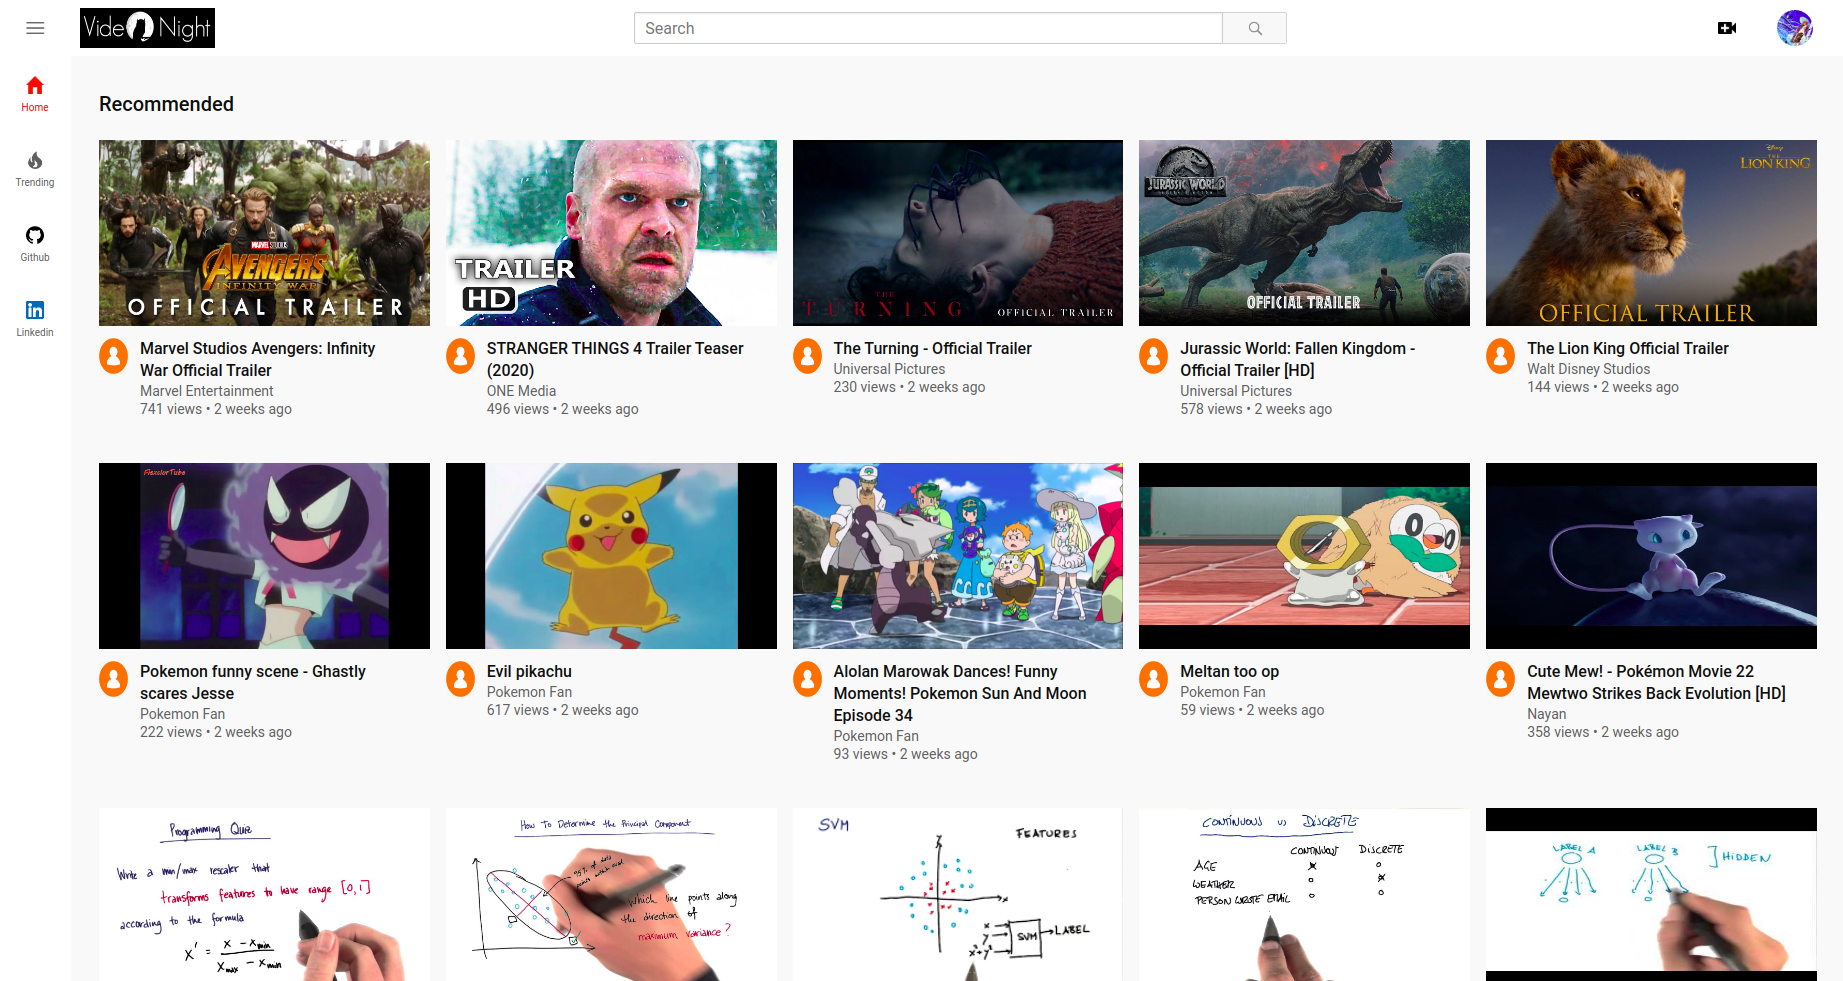 Vide Night
Search
Home
Trending
Github
Linkedin
Recommended
MARVEL STUDIOS
AVENGERS
INFINITY WAR
OFFICIAL TRAILER
TRAILER
HD
THE
TURNING
OFFICIAL TRAILER
JURASSIC WORLD
OFFICIAL TRAILER
Disney
THE
LION KING
OFFICIAL TRAILER
Marvel Studios Avengers: Infinity
War Official Trailer
Marvel Entertainment
741 views • 2 weeks ago
STRANGER THINGS 4 Trailer Teaser
(2020)
ONE Media
496 views • 2 weeks ago
The Turning - Official Trailer
Universal Pictures
230 views • 2 weeks ago
Jurassic World: Fallen Kingdom -
Official Trailer [HD]
Universal Pictures
578 views • 2 weeks ago
The Lion King Official Trailer
Walt Disney Studios
144 views • 2 weeks ago
Pokemon funny scene - Ghastly
scares Jesse
Pokemon Fan
222 views • 2 weeks ago
Evil pikachu
Pokemon Fan
617 views • 2 weeks ago
Alolan Marowak Dances! Funny
Moments! Pokemon Sun And Moon
Episode 34
Pokemon Fan
93 views • 2 weeks ago
Meltan too op
Pokemon Fan
59 views • 2 weeks ago
Cute Mew! - Pokémon Movie 22
Mewtwo Strikes Back Evolution [HD]
Nayan
358 views • 2 weeks ago
Programming Quiz
Write a min/max rescaler that
transforms features to have range [0,1]
according to the formula
x' = x - xmin
xmax - xmin
How To Determine the Principal Component
95% of data
points within oval
Which line points along
the direction of
maximum variance?
SVM
FEATURES
y
x
x
y
x²+y²
SVM
LABEL
CONTINUOUS vs DISCRETE
CONTINUOUS DISCRETE
AGE
WEATHER
PERSON WROTE EMAIL
LABEL A
LABEL B
HIDDEN